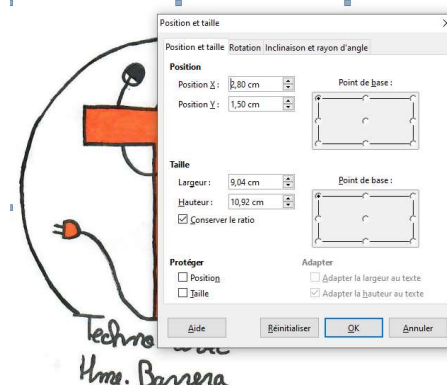 Position et taille
Position et taille Rotation Inclinaison et rayon d'angle
Position
Position X : 2,80 cm
Position Y : 1,50 cm
Point de base :
Taille
Largeur : 9,04 cm
Hauteur : 10,92 cm
Conserver le ratio
Point de base :
Protéger
Position
Taille
Adapter
Adapter la largeur au texte
Adapter la hauteur au texte
Aide Réinitialiser OK Annuler
Techno
Hme. Barrera